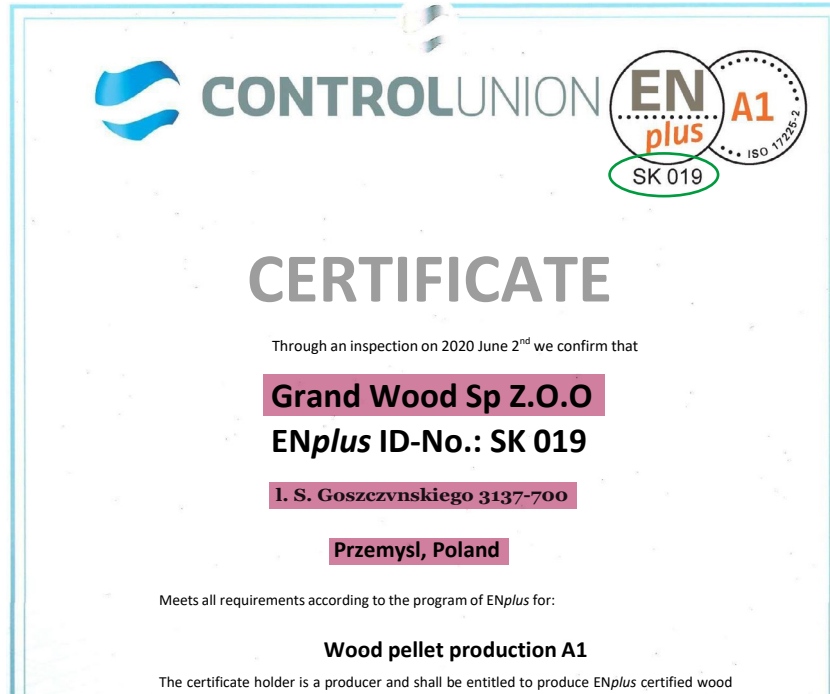 CONTROLUNION
EN
plus
A1
ISO 17225-2
SK 019
CERTIFICATE
Through an inspection on 2020 June 2nd we confirm that
Grand Wood Sp Z.O.O
ENplus ID-No.: SK 019
l. S. Goszczvnskiego 3137-700
Przemysl, Poland
Meets all requirements according to the program of ENplus for:
Wood pellet production A1
The certificate holder is a producer and shall be entitled to produce ENplus certified wood